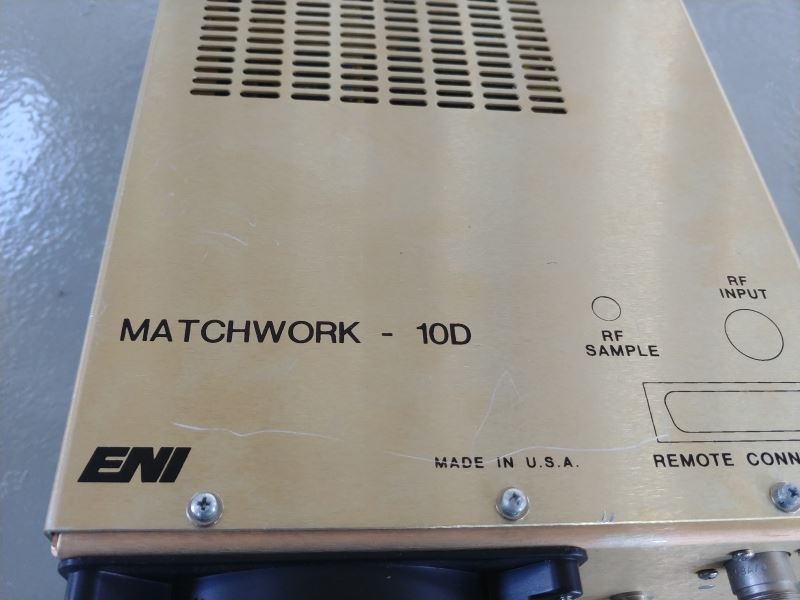 RF
INPUT
MATCHWORK - 10D
RF
SAMPLE
ENI
MADE IN U.S.A.
REMOTE CONN